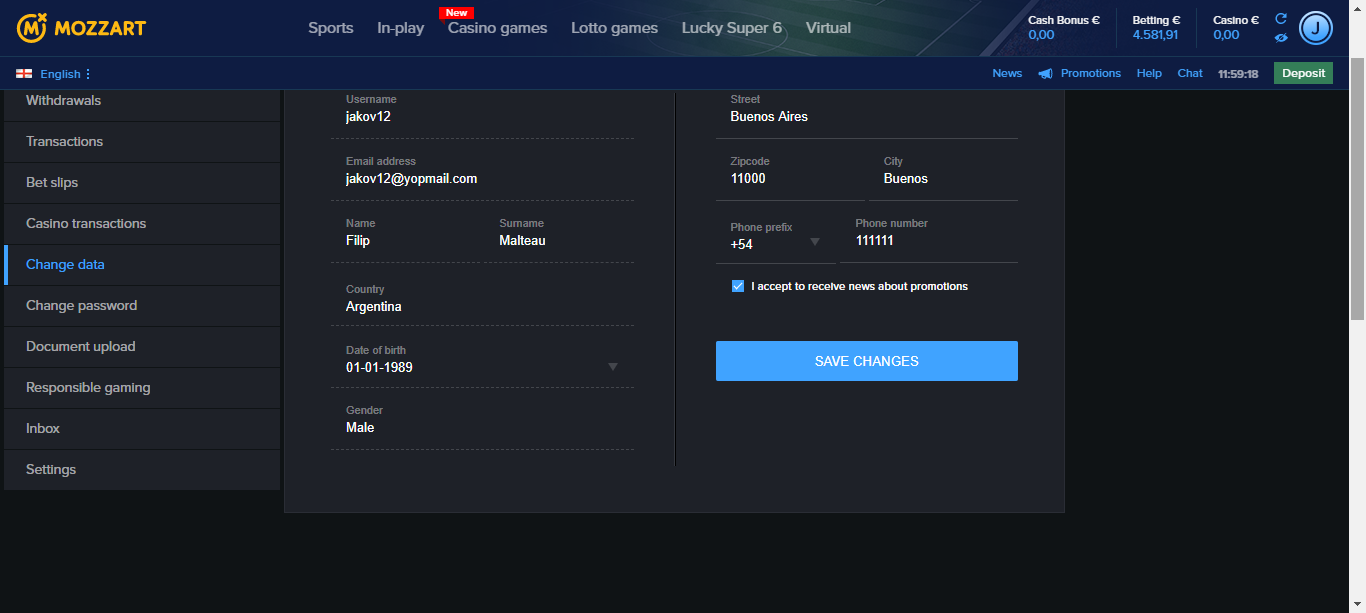 MOZZART
Sports
In-play
New
Casino games
Lotto games
Lucky Super 6
Virtual
Cash Bonus €
0,00
Betting €
4.581,91
Casino €
0,00
J
English
News
Promotions
Help
Chat
11:59:18
Deposit
Withdrawals
Transactions
Bet slips
Casino transactions
Change data
Change password
Document upload
Responsible gaming
Inbox
Settings
Username
jakov12
Email address
jakov12@yopmail.com
Name
Filip
Surname
Malteau
Country
Argentina
Date of birth
01-01-1989
Gender
Male
Street
Buenos Aires
Zipcode
11000
City
Buenos
Phone prefix
+54
Phone number
111111
I accept to receive news about promotions
SAVE CHANGES